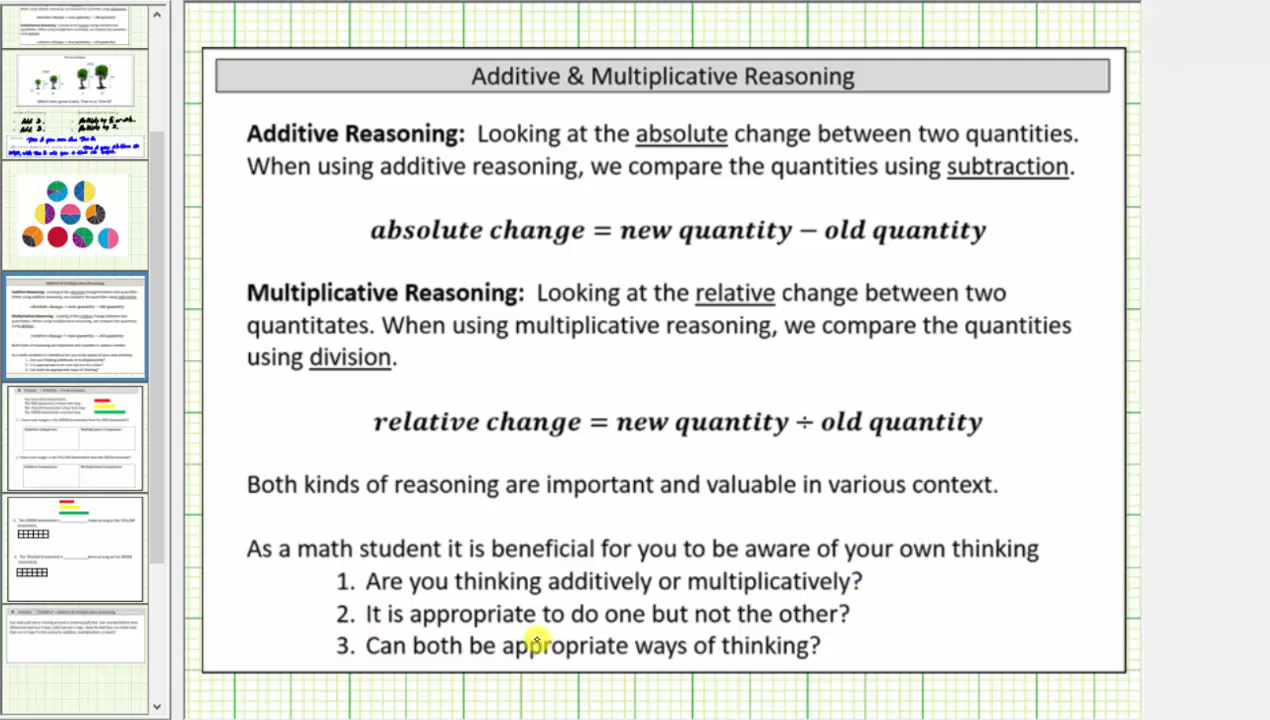 Additive & Multiplicative Reasoning
Additive Reasoning: Looking at the absolute change between two quantities.
When using additive reasoning, we compare the quantities using subtraction.
absolute change = new quantity − old quantity
Multiplicative Reasoning: Looking at the relative change between two
quantitates. When using multiplicative reasoning, we compare the quantities
using division.
relative change = new quantity ÷ old quantity
Both kinds of reasoning are important and valuable in various context.
As a math student it is beneficial for you to be aware of your own thinking
1. Are you thinking additively or multiplicatively?
2. It is appropriate to do one but not the other?
3. Can both be appropriate ways of thinking?